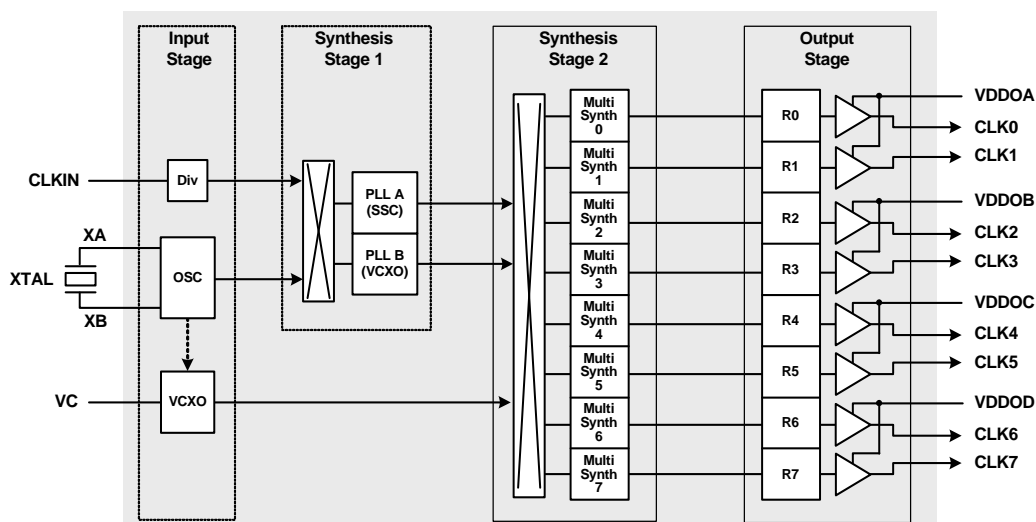 Input
Stage
Synthesis
Stage 1
Synthesis
Stage 2
Output
Stage
CLKIN
Div
XA
XTAL
XB
OSC
VC
VCXO
PLL A
(SSC)
PLL B
(VCXO)
Multi
Synth
0
Multi
Synth
1
Multi
Synth
2
Multi
Synth
3
Multi
Synth
4
Multi
Synth
5
Multi
Synth
6
Multi
Synth
7
R0
R1
R2
R3
R4
R5
R6
R7
VDDOA
CLK0
CLK1
VDDOB
CLK2
CLK3
VDDOC
CLK4
CLK5
VDDOD
CLK6
CLK7